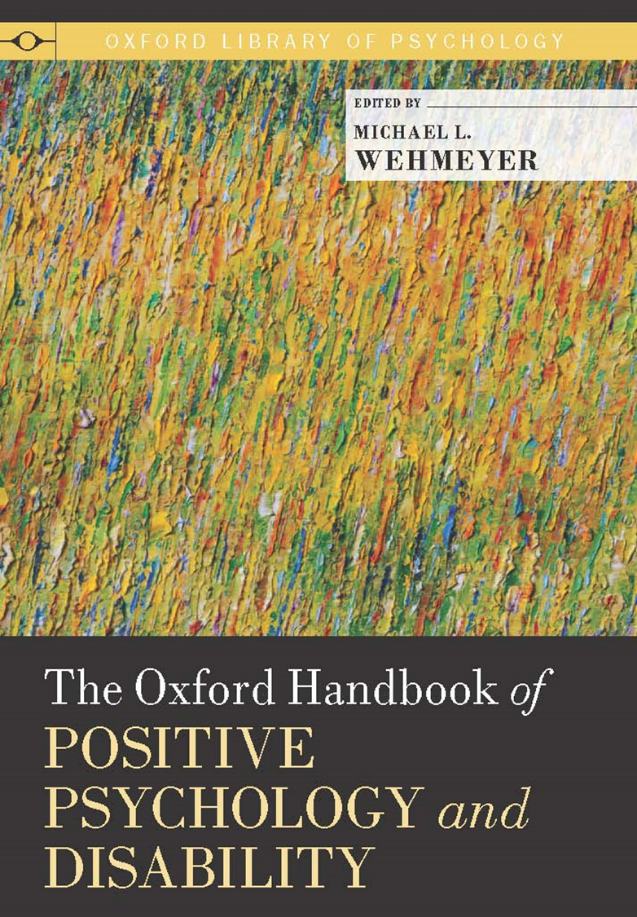 OXFORD LIBRARY OF PSYCHOLOGY
EDITED BY
MICHAEL L.
WEHMEYER
The Oxford Handbook of
POSITIVE
PSYCHOLOGY and
DISABILITY